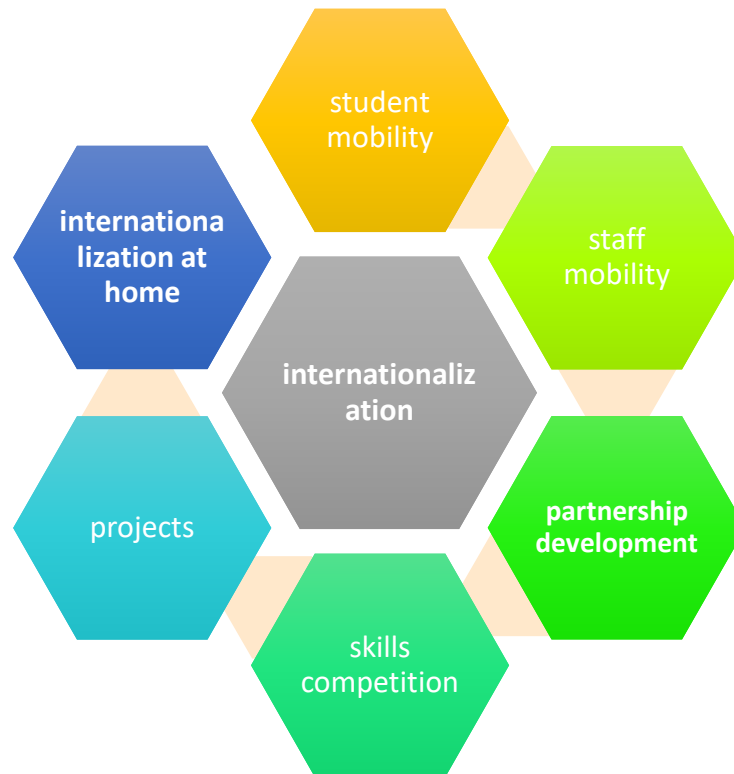 student
mobility
internationa
lization at
home
staff
mobility
internationaliz
ation
projects
partnership
development
skills
competition